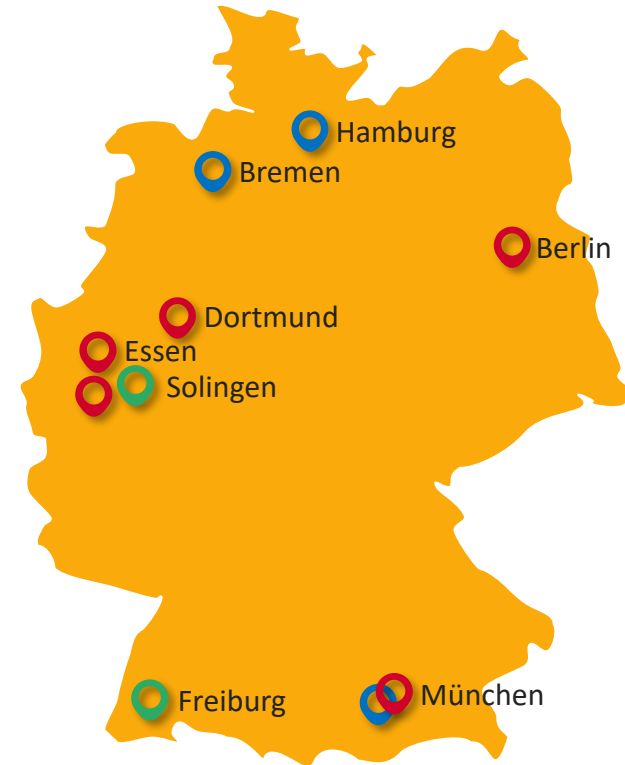 Hamburg
Bremen
Berlin
Dortmund
Essen
Solingen
Freiburg
München